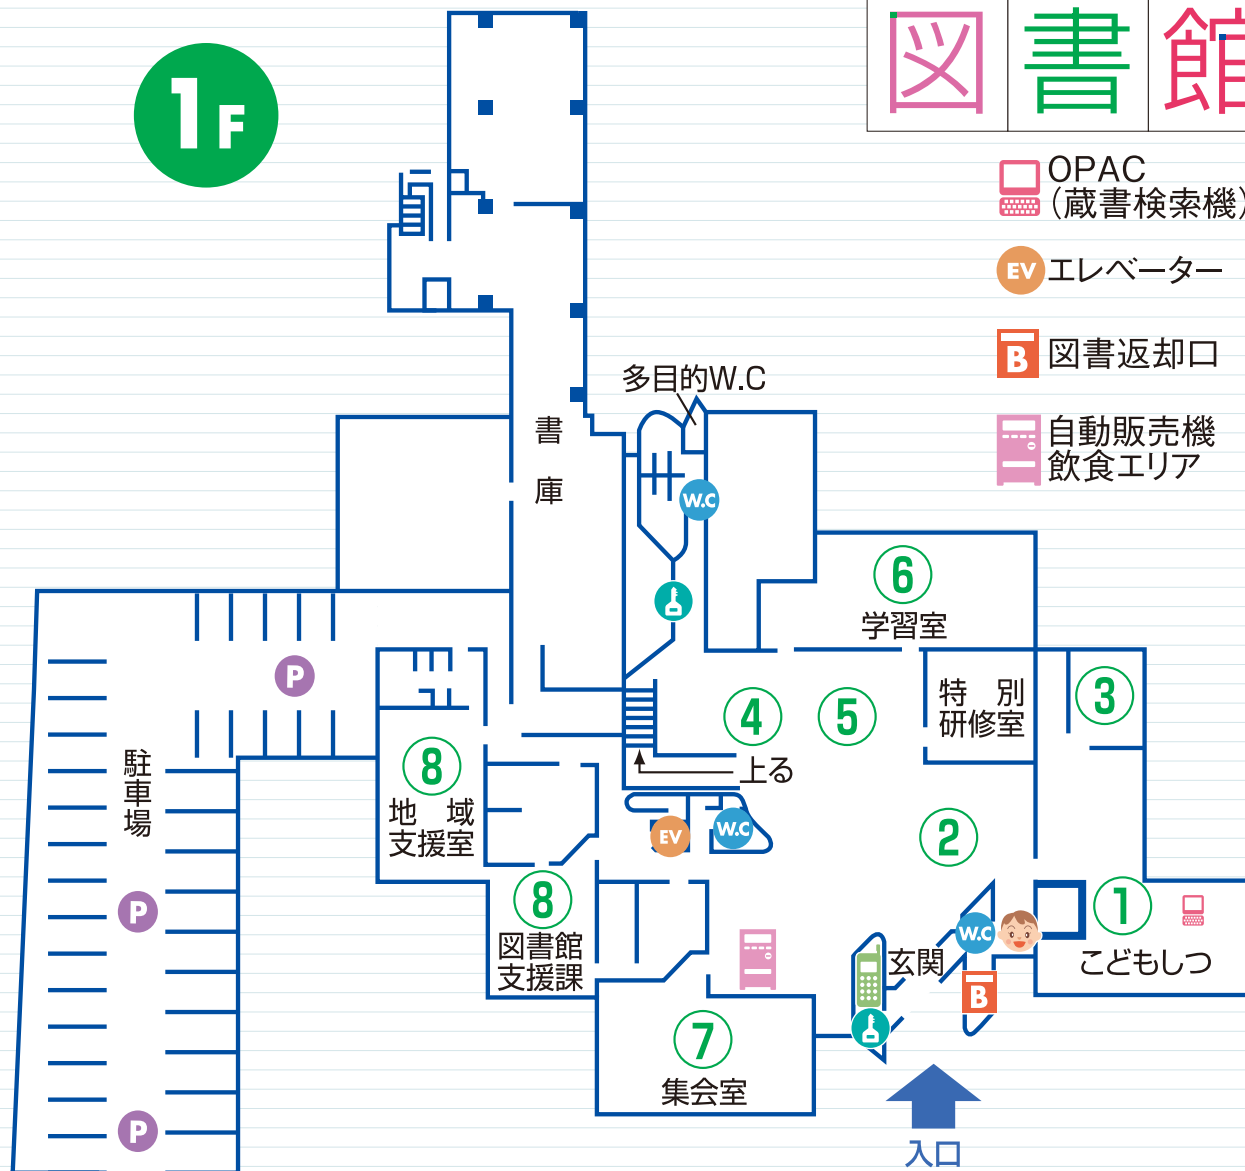 1F
図書館
OPAC
(蔵書検索機)
EV エレベーター
B 図書返却口
自動販売機
飲食エリア
多目的W.C
書
庫
W.C
6
学習室
P
特 別
研修室
3
4
5
駐車場
8
地 域
支援室
上る
EV
W.C
2
P
8
図書館
支援課
1
こどもしつ
W.C
玄関
B
7
集会室
P
入口